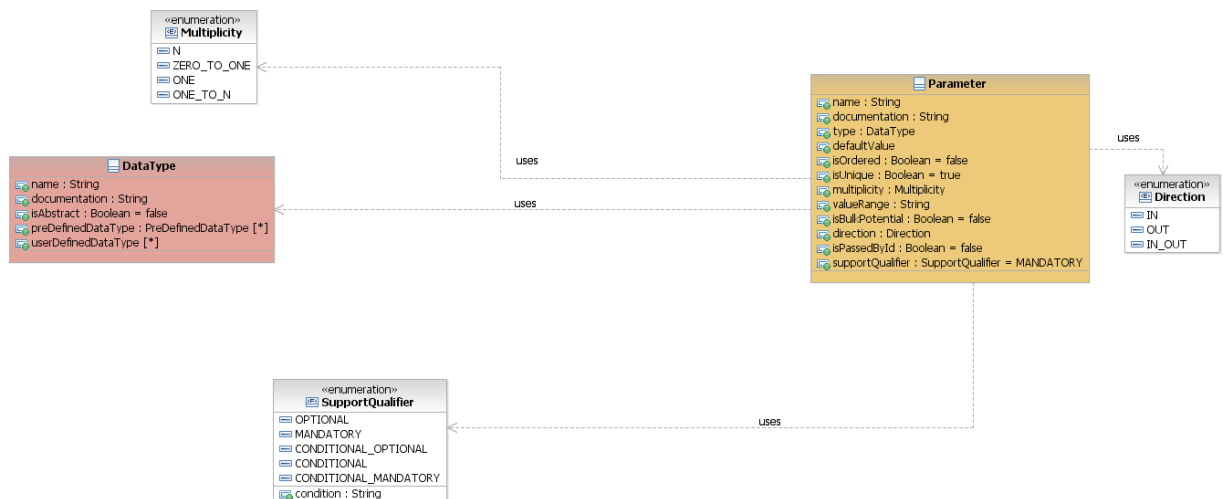 «enumeration»
Multiplicity
N
ZERO_TO_ONE
ONE
ONE_TO_N
Parameter
name : String
documentation : String
type : DataType
defaultValue
isOrdered : Boolean = false
isUnique : Boolean = true
multiplicity : Multiplicity
valueRange : String
isBulkPotential : Boolean = false
direction : Direction
isPassedById : Boolean = false
supportQualifier : SupportQualifier = MANDATORY
uses
uses
uses
DataType
name : String
documentation : String
isAbstract : Boolean = false
preDefinedDataType : PreDefinedDataType [*]
userDefinedDataType [*]
«enumeration»
Direction
IN
OUT
IN_OUT
«enumeration»
SupportQualifier
OPTIONAL
MANDATORY
CONDITIONAL_OPTIONAL
CONDITIONAL
CONDITIONAL_MANDATORY
condition : String
uses